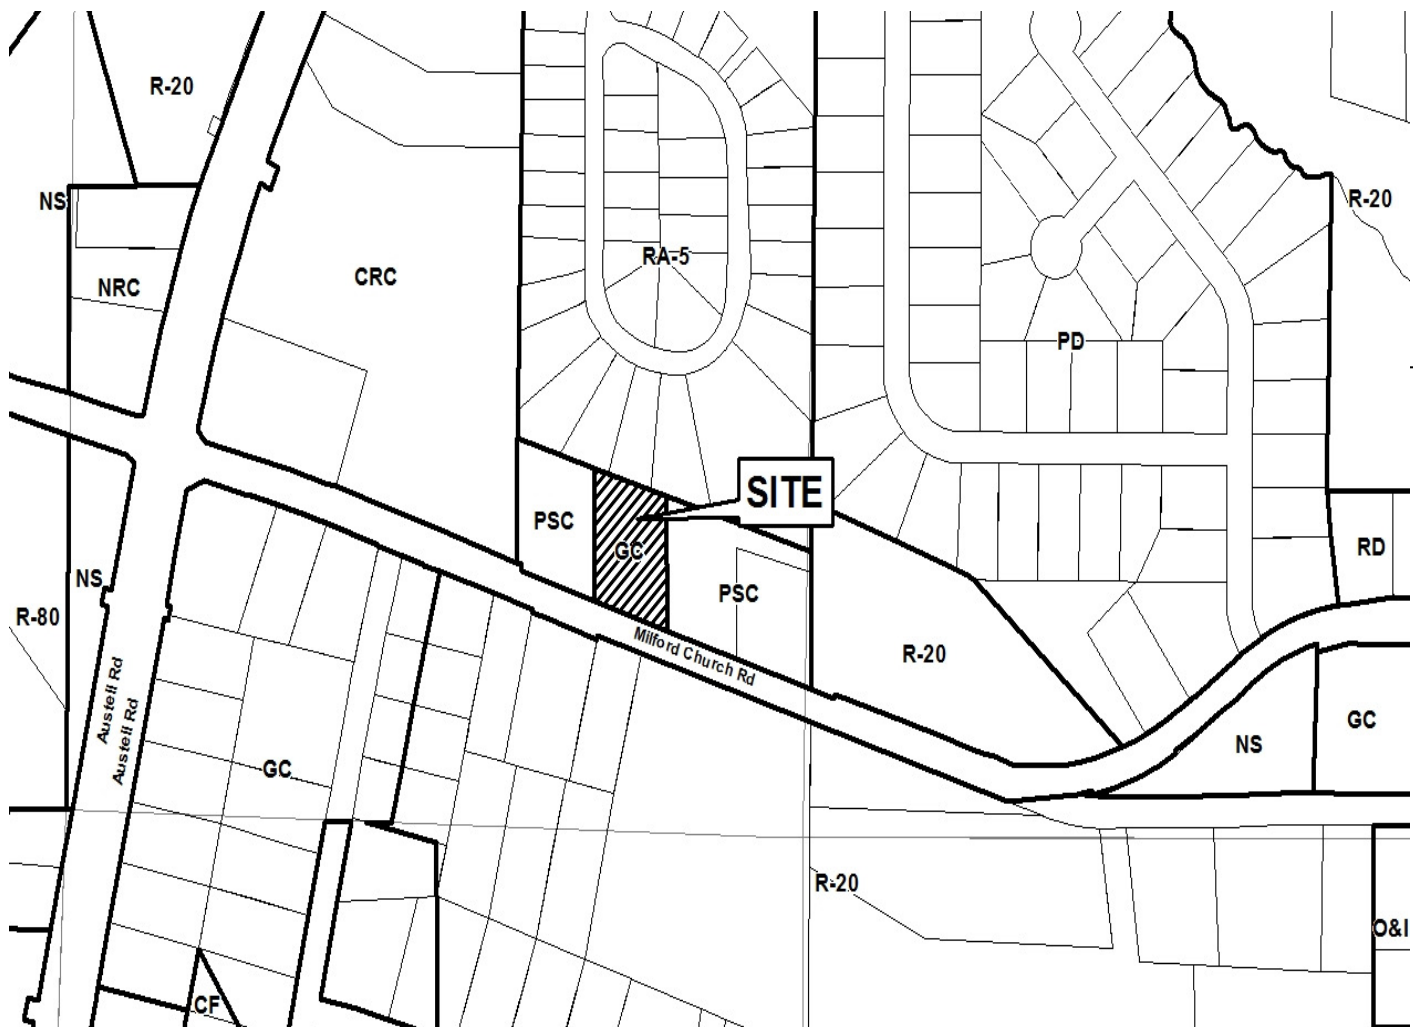 R-20
NS
R-20
RA-5
CRC
NRC
PD
SITE
PSC
GC
RD
NS
PSC
R-80
Milford Church Rd
R-20
Austell Rd
Austell Rd
GC
NS
GC
R-20
O&I
CF